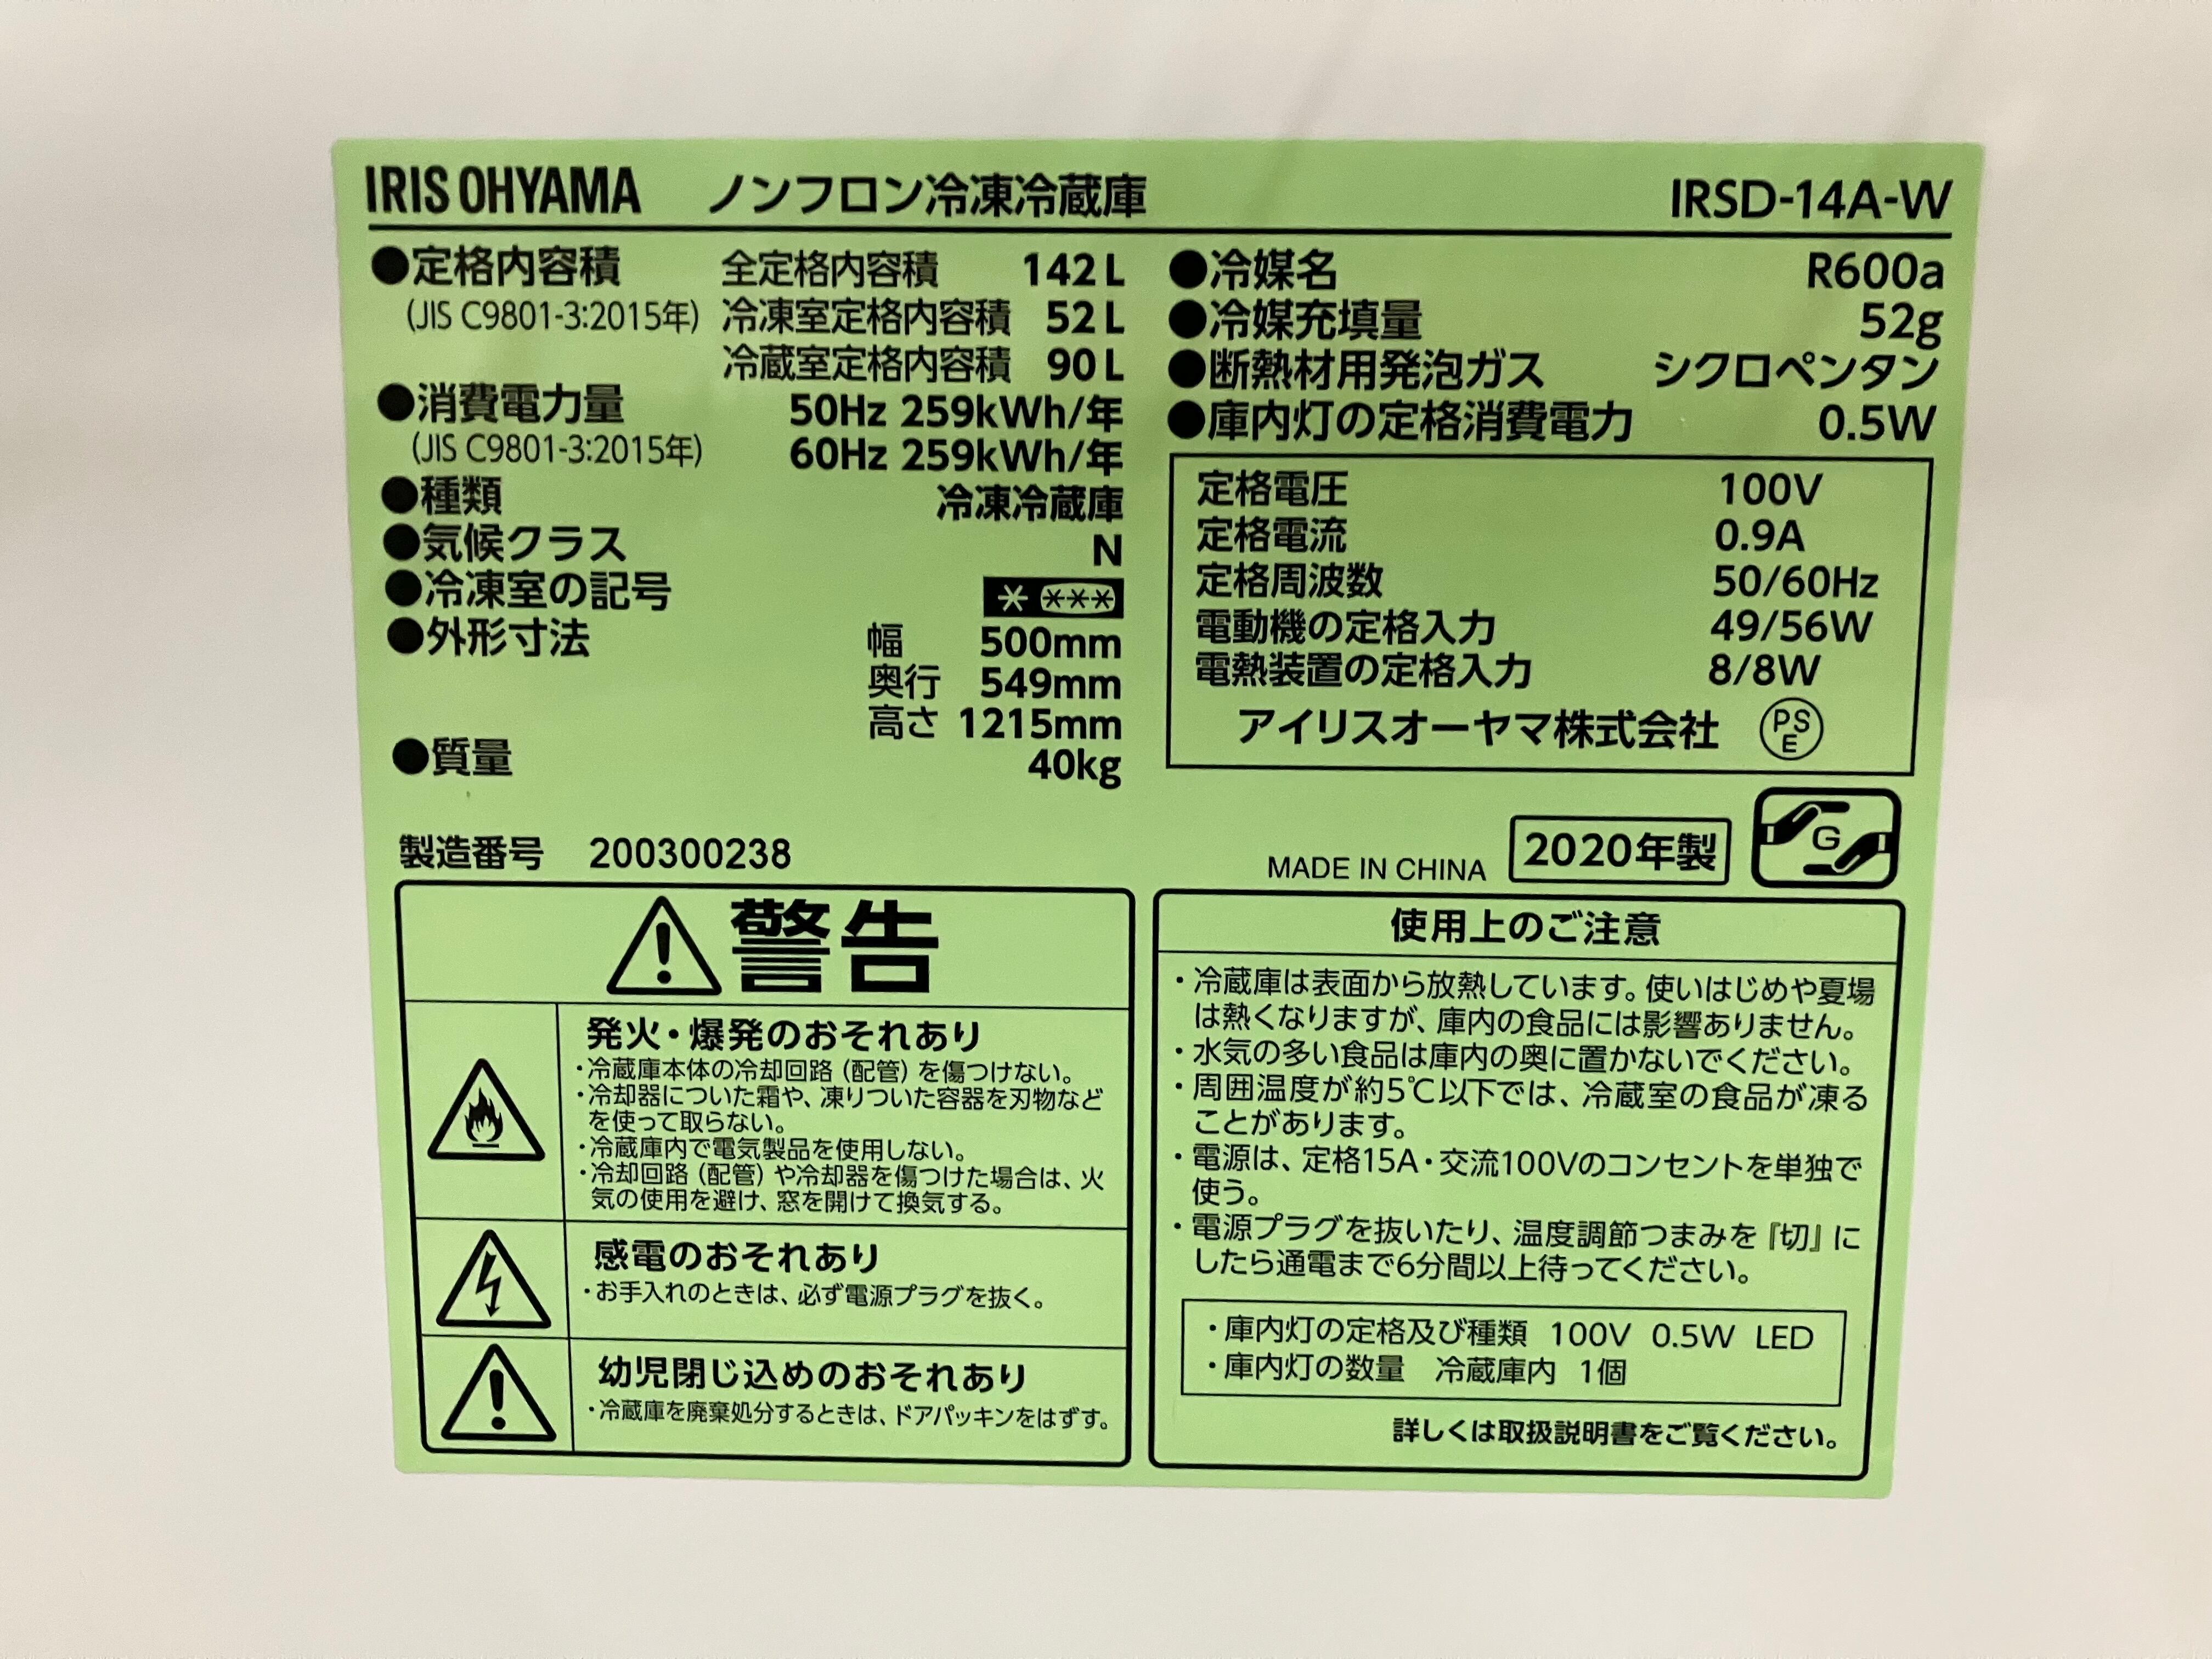 IRIS OHYAMA ノンフロン冷凍冷蔵庫 IRSD-14A-W
●定格内容積 全定格内容積 142L
(JIS C9801-3:2015年) 冷凍室定格内容積 52L
冷蔵室定格内容積 90L
●消費電力量 50Hz 259kWh/年
(JIS C9801-3:2015年) 60Hz 259kWh/年
●種類 冷凍冷蔵庫
●気候クラス N
●冷凍室の記号 * ***
●外形寸法 幅 500mm
奥行 549mm
高さ 1215mm
●質量 40kg
製造番号 200300238
●冷媒名 R600a
●冷媒充填量 52g
●断熱材用発泡ガス シクロペンタン
●庫内灯の定格消費電力 0.5W
定格電圧 100V
定格電流 0.9A
定格周波数 50/60Hz
電動機の定格入力 49/56W
電熱装置の定格入力 8/8W
アイリスオーヤマ株式会社 PSE
MADE IN CHINA 2020年製 G
警告
発火・爆発のおそれあり
・冷蔵庫本体の冷却回路（配管）を傷つけない。
・冷却器についた霜や、凍りついた容器を刃物など
を使って取らない。
・冷蔵庫内で電気製品を使用しない。
・冷却回路（配管）や冷却器を傷つけた場合は、火
気の使用を避け、窓を開けて換気する。
感電のおそれあり
・お手入れのときは、必ず電源プラグを抜く。
幼児閉じ込めのおそれあり
・冷蔵庫を廃棄処分するときは、ドアパッキンをはずす。
使用上のご注意
・冷蔵庫は表面から放熱しています。使いはじめや夏場
は熱くなりますが、庫内の食品には影響ありません。
・水気の多い食品は庫内の奥に置かないでください。
・周囲温度が約5℃以下では、冷蔵室の食品が凍る
ことがあります。
・電源は、定格15A・交流100Vのコンセントを単独で
使う。
・電源プラグを抜いたり、温度調節つまみを『切』に
したら通電まで6分間以上待ってください。
・庫内灯の定格及び種類 100V 0.5W LED
・庫内灯の数量 冷蔵庫内 1個
詳しくは取扱説明書をご覧ください。